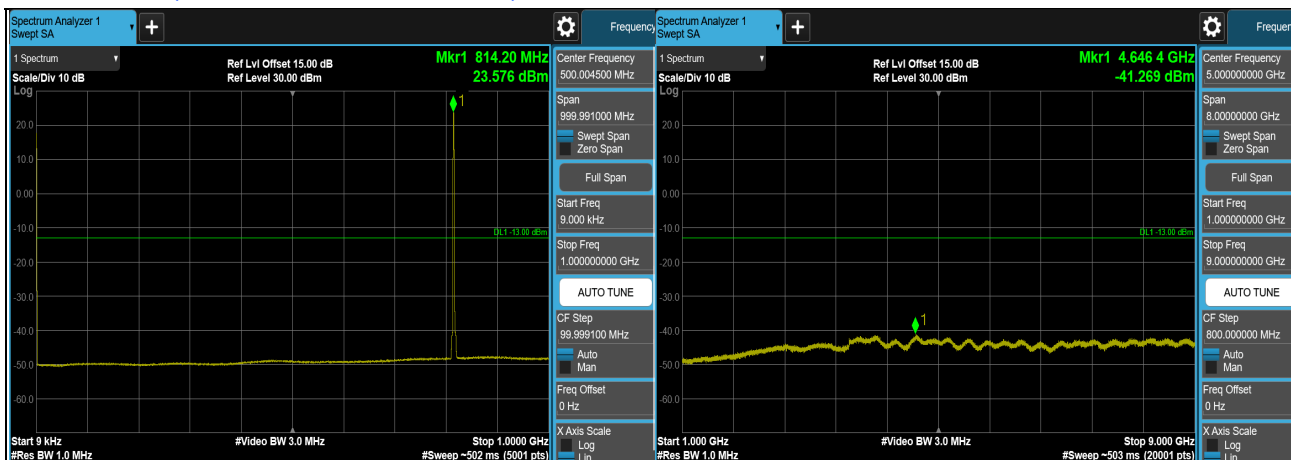 Spectrum Analyzer 1
Swept SA
Frequency
1 Spectrum
Scale/Div 10 dB
Ref Lvl Offset 15.00 dB
Ref Level 30.00 dBm
Mkr1 814.20 MHz
23.576 dBm
Log
1
20.0
10.0
0.00
-10.0
DL1 -13.00 dBm
-20.0
-30.0
-40.0
-50.0
-60.0
Start 9 kHz
#Res BW 1.0 MHz
#Video BW 3.0 MHz
Stop 1.0000 GHz
#Sweep ~502 ms (5001 pts)
Center Frequency
500.004500 MHz
Span
999.991000 MHz
Swept Span
Zero Span
Full Span
Start Freq
9.000 kHz
Stop Freq
1.000000000 GHz
AUTO TUNE
CF Step
99.999100 MHz
Auto
Man
Freq Offset
0 Hz
X Axis Scale
Log
Lin
Spectrum Analyzer 1
Swept SA
Frequen
1 Spectrum
Scale/Div 10 dB
Ref Lvl Offset 15.00 dB
Ref Level 30.00 dBm
Mkr1 4.646 4 GHz
-41.269 dBm
Log
20.0
10.0
0.00
-10.0
DL1 -13.00 dBm
-20.0
-30.0
1
-40.0
-50.0
-60.0
Start 1.000 GHz
#Res BW 1.0 MHz
#Video BW 3.0 MHz
Stop 9.000 GHz
#Sweep ~503 ms (20001 pts)
Center Frequency
5.000000000 GHz
Span
8.00000000 GHz
Swept Span
Zero Span
Full Span
Start Freq
1.000000000 GHz
Stop Freq
9.000000000 GHz
AUTO TUNE
CF Step
800.000000 MHz
Auto
Man
Freq Offset
0 Hz
X Axis Scale
Log
Lin